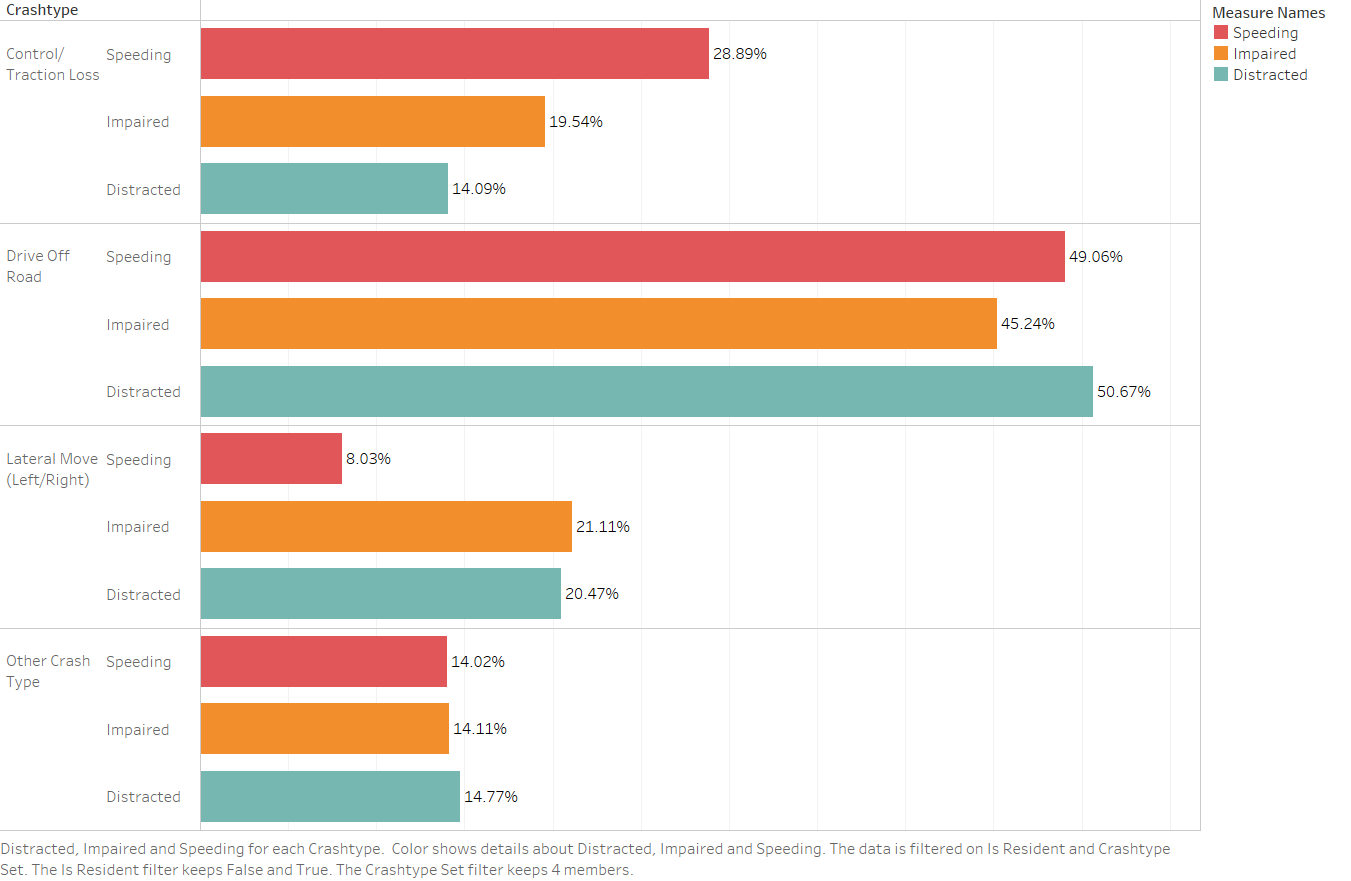 Crashtype
Measure Names
Speeding
Impaired
Distracted
Control/
Traction Loss
Speeding 28.89%
Impaired 19.54%
Distracted 14.09%
Drive Off
Road
Speeding 49.06%
Impaired 45.24%
Distracted 50.67%
Lateral Move
(Left/Right)
Speeding 8.03%
Impaired 21.11%
Distracted 20.47%
Other Crash
Type
Speeding 14.02%
Impaired 14.11%
Distracted 14.77%
Distracted, Impaired and Speeding for each Crashtype.  Color shows details about Distracted, Impaired and Speeding. The data is filtered on Is Resident and Crashtype
Set. The Is Resident filter keeps False and True. The Crashtype Set filter keeps 4 members.